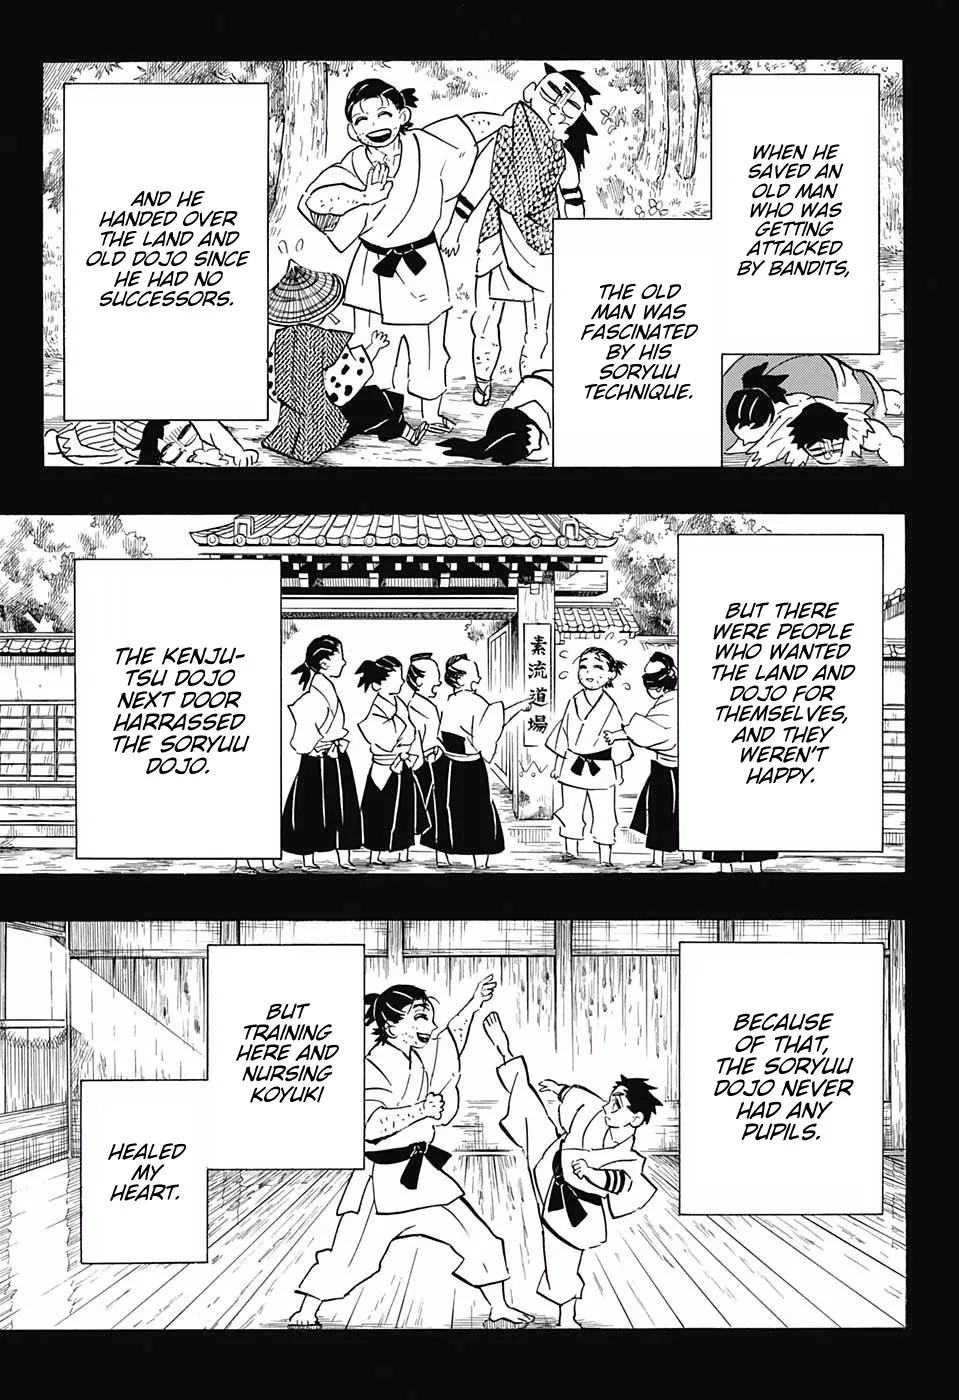 WHEN HE
SAVED AN
OLD MAN
WHO WAS
GETTING
ATTACKED
BY BANDITS,
THE OLD
MAN WAS
FASCINATED
BY HIS
SORYUU
TECHNIQUE.
AND HE
HANDED OVER
THE LAND AND
OLD DOJO SINCE
HE HAD NO
SUCCESSORS.
BUT THERE
WERE PEOPLE
WHO WANTED
THE LAND AND
DOJO FOR
THEMSELVES,
AND THEY
WEREN'T
HAPPY.
素流道場
THE KENJU-
TSU DOJO
NEXT DOOR
HARRASSED
THE SORYUU
DOJO.
BECAUSE
OF THAT,
THE SORYUU
DOJO NEVER
HAD ANY
PUPILS.
BUT
TRAINING
HERE AND
NURSING
KOYUKI
HEALED
MY
HEART.